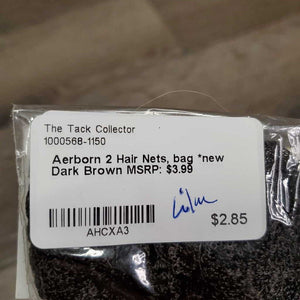 The Tack Collector
1000568-1150
Aerborn 2 Hair Nets, bag *new
Dark Brown MSRP: $3.99
$2.85
AHCXA3